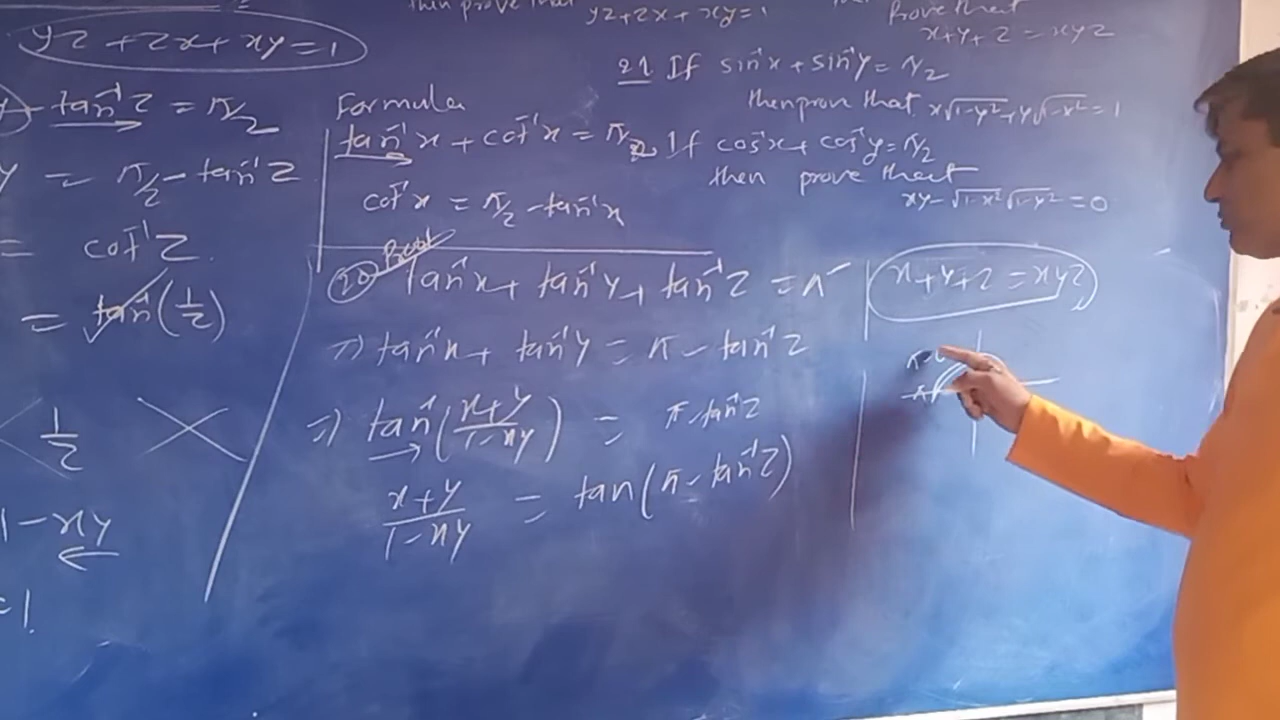 then prove that yz+zx+xy=1
Prove that
x+y+z=xyz
yz+zx+xy=1
21 If sin⁻¹x+sin⁻¹y=π/2
then prove that x√1-y²+y√1-x²=1
If cos⁻¹x+cos⁻¹y=π/2
then prove that
xy-√1-x²√1-y²=0
tan⁻¹z=π/2
y=π/2-tan⁻¹z
=cot⁻¹z.
=tan⁻¹(1/z)
1/z
1-xy
=1.
Formula
tan⁻¹x+cot⁻¹x=π/2
cot⁻¹x=π/2-tan⁻¹x
20 Proof
tan⁻¹x+tan⁻¹y+tan⁻¹z=π
⇒tan⁻¹x+tan⁻¹y=π-tan⁻¹z
⇒tan⁻¹(x+y/1-xy)=π-tan⁻¹z
x+y/1-xy=tan(π-tan⁻¹z)
x+y+z=xyz